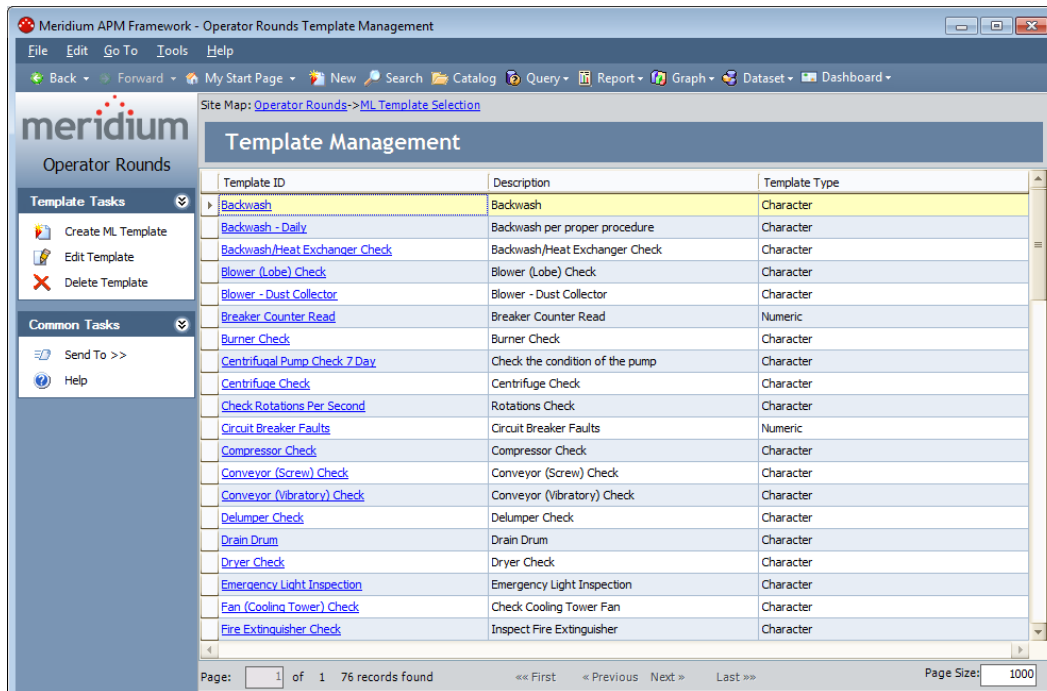 Meridium APM Framework - Operator Rounds Template Management
File Edit Go To Tools Help
Back Forward My Start Page New Search Catalog Query Report Graph Dataset Dashboard
meridium
Operator Rounds
Template Tasks
Create ML Template
Edit Template
Delete Template
Common Tasks
Send To >>
Help
Site Map: Operator Rounds->ML Template Selection
Template Management
Template ID Description Template Type
Backwash Backwash Character
Backwash - Daily Backwash per proper procedure Character
Backwash/Heat Exchanger Check Backwash/Heat Exchanger Check Character
Blower (Lobe) Check Blower (Lobe) Check Character
Blower - Dust Collector Blower - Dust Collector Character
Breaker Counter Read Breaker Counter Read Numeric
Burner Check Burner Check Character
Centrifugal Pump Check 7 Day Check the condition of the pump Character
Centrifuge Check Centrifuge Check Character
Check Rotations Per Second Rotations Check Character
Circuit Breaker Faults Circuit Breaker Faults Numeric
Compressor Check Compressor Check Character
Conveyor (Screw) Check Conveyor (Screw) Check Character
Conveyor (Vibratory) Check Conveyor (Vibratory) Check Character
Delumper Check Delumper Check Character
Drain Drum Drain Drum Character
Dryer Check Dryer Check Character
Emergency Light Inspection Emergency Light Inspection Character
Fan (Cooling Tower) Check Check Cooling Tower Fan Character
Fire Extinguisher Check Inspect Fire Extinguisher Character
Page: 1 of 1 76 records found «« First « Previous Next » Last »» Page Size: 1000